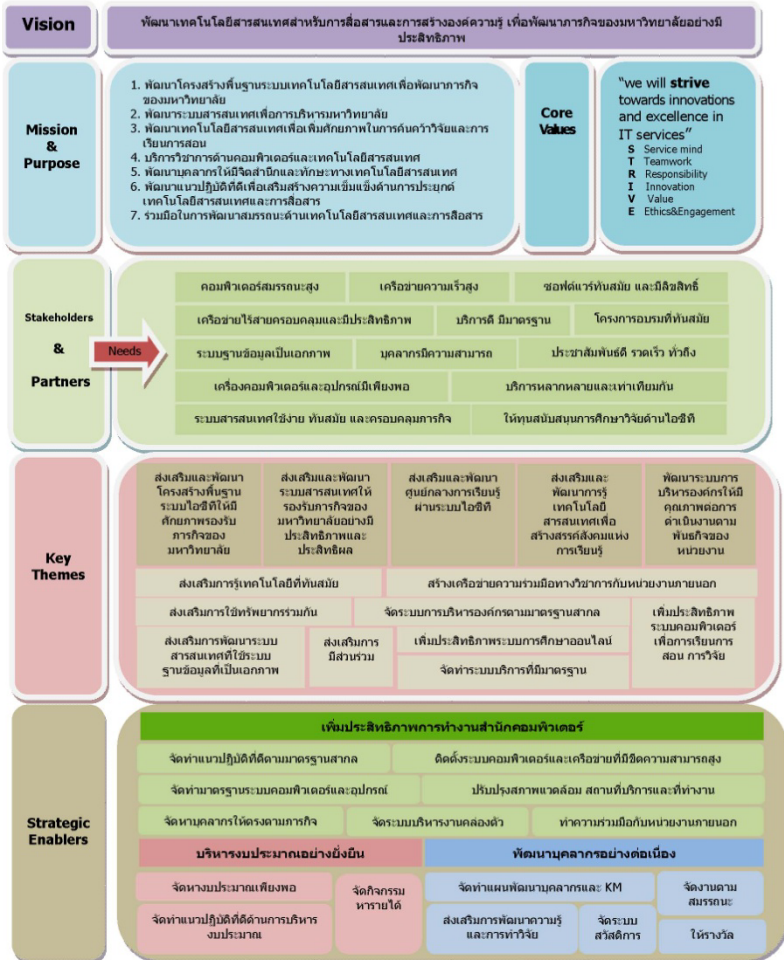 Vision
พัฒนาเทคโนโลยีสารสนเทศสำหรับการสื่อสารและการสร้างองค์ความรู้ เพื่อพัฒนาภารกิจของมหาวิทยาลัยอย่างมี
ประสิทธิภาพ
Mission
&
Purpose
1. พัฒนาโครงสร้างพื้นฐานระบบเทคโนโลยีสารสนเทศเพื่อพัฒนาภารกิจ
ของมหาวิทยาลัย
2. พัฒนาระบบสารสนเทศเพื่อการบริหารมหาวิทยาลัย
3. พัฒนาเทคโนโลยีสารสนเทศเพื่อเพิ่มศักยภาพในการค้นคว้าวิจัยและการ
เรียนการสอน
4. บริการวิชาการด้านคอมพิวเตอร์และเทคโนโลยีสารสนเทศ
5. พัฒนาบุคลากรให้มีจิตสำนึกและทักษะทางเทคโนโลยีสารสนเทศ
6. พัฒนาแนวปฏิบัติที่ดีเพื่อเสริมสร้างความเข้มแข็งด้านการประยุกต์
เทคโนโลยีสารสนเทศและการสื่อสาร
7. ร่วมมือในการพัฒนาสมรรถนะด้านเทคโนโลยีสารสนเทศและการสื่อสาร
Core
Values
"we will strive
towards innovations
and excellence in
IT services"
S Service mind
T Teamwork
R Responsibility
I Innovation
V Value
E Ethics&Engagement
Stakeholders
&
Partners
Needs
คอมพิวเตอร์สมรรถนะสูง
เครือข่ายความเร็วสูง
ซอฟต์แวร์ทันสมัย และมีลิขสิทธิ์
เครือข่ายไร้สายครอบคลุมและมีประสิทธิภาพ
บริการดี มีมาตรฐาน
โครงการอบรมที่ทันสมัย
ระบบฐานข้อมูลเป็นเอกภาพ
บุคลากรมีความสามารถ
ประชาสัมพันธ์ดี รวดเร็ว ทั่วถึง
เครื่องคอมพิวเตอร์และอุปกรณ์มีเพียงพอ
บริการหลากหลายและเท่าเทียมกัน
ระบบสารสนเทศใช้ง่าย ทันสมัย และครอบคลุมภารกิจ
ให้ทุนสนับสนุนการศึกษาวิจัยด้านไอซีที
Key
Themes
ส่งเสริมและพัฒนา
โครงสร้างพื้นฐาน
ระบบไอซีทีให้มี
ศักยภาพรองรับ
ภารกิจของ
มหาวิทยาลัย
ส่งเสริมและพัฒนา
ระบบสารสนเทศให้
รองรับภารกิจของ
มหาวิทยาลัยอย่างมี
ประสิทธิภาพและ
ประสิทธิผล
ส่งเสริมและพัฒนา
ศูนย์กลางการเรียนรู้
ผ่านระบบไอซีที
ส่งเสริมและ
พัฒนาการรู้
เทคโนโลยี
สารสนเทศเพื่อ
สร้างสรรค์สังคมแห่ง
การเรียนรู้
พัฒนาระบบการ
บริหารองค์กรให้มี
คุณภาพต่อการ
ดำเนินงานตาม
พันธกิจของ
หน่วยงาน
ส่งเสริมการรู้เทคโนโลยีที่ทันสมัย
สร้างเครือข่ายความร่วมมือทางวิชาการกับหน่วยงานภายนอก
ส่งเสริมการใช้ทรัพยากรร่วมกัน
จัดระบบการบริหารองค์กรตามมาตรฐานสากล
เพิ่มประสิทธิภาพ
ระบบคอมพิวเตอร์
เพื่อการเรียนการ
สอน การวิจัย
ส่งเสริมการพัฒนาระบบ
สารสนเทศที่ใช้ระบบ
ฐานข้อมูลที่เป็นเอกภาพ
ส่งเสริมการ
มีส่วนร่วม
เพิ่มประสิทธิภาพระบบการศึกษาออนไลน์
จัดทำระบบบริการที่มีมาตรฐาน
Strategic
Enablers
เพิ่มประสิทธิภาพการทำงานสำนักคอมพิวเตอร์
จัดทำแนวปฏิบัติที่ดีตามมาตรฐานสากล
ติดตั้งระบบคอมพิวเตอร์และเครือข่ายที่มีขีดความสามารถสูง
จัดทำมาตรฐานระบบคอมพิวเตอร์และอุปกรณ์
ปรับปรุงสภาพแวดล้อม สถานที่บริการและที่ทำงาน
จัดหาบุคลากรให้ตรงตามภารกิจ
จัดระบบบริหารงานคล่องตัว
ทำความร่วมมือกับหน่วยงานภายนอก
บริหารงบประมาณอย่างยั่งยืน
พัฒนาบุคลากรอย่างต่อเนื่อง
จัดหางบประมาณเพียงพอ
จัดกิจกรรม
หารายได้
จัดทำแนวปฏิบัติที่ดีด้านการบริหาร
งบประมาณ
จัดทำแผนพัฒนาบุคลากรและ KM
จัดงานตาม
สมรรถนะ
ส่งเสริมการพัฒนาความรู้
และการทำวิจัย
จัดระบบ
สวัสดิการ
ให้รางวัล